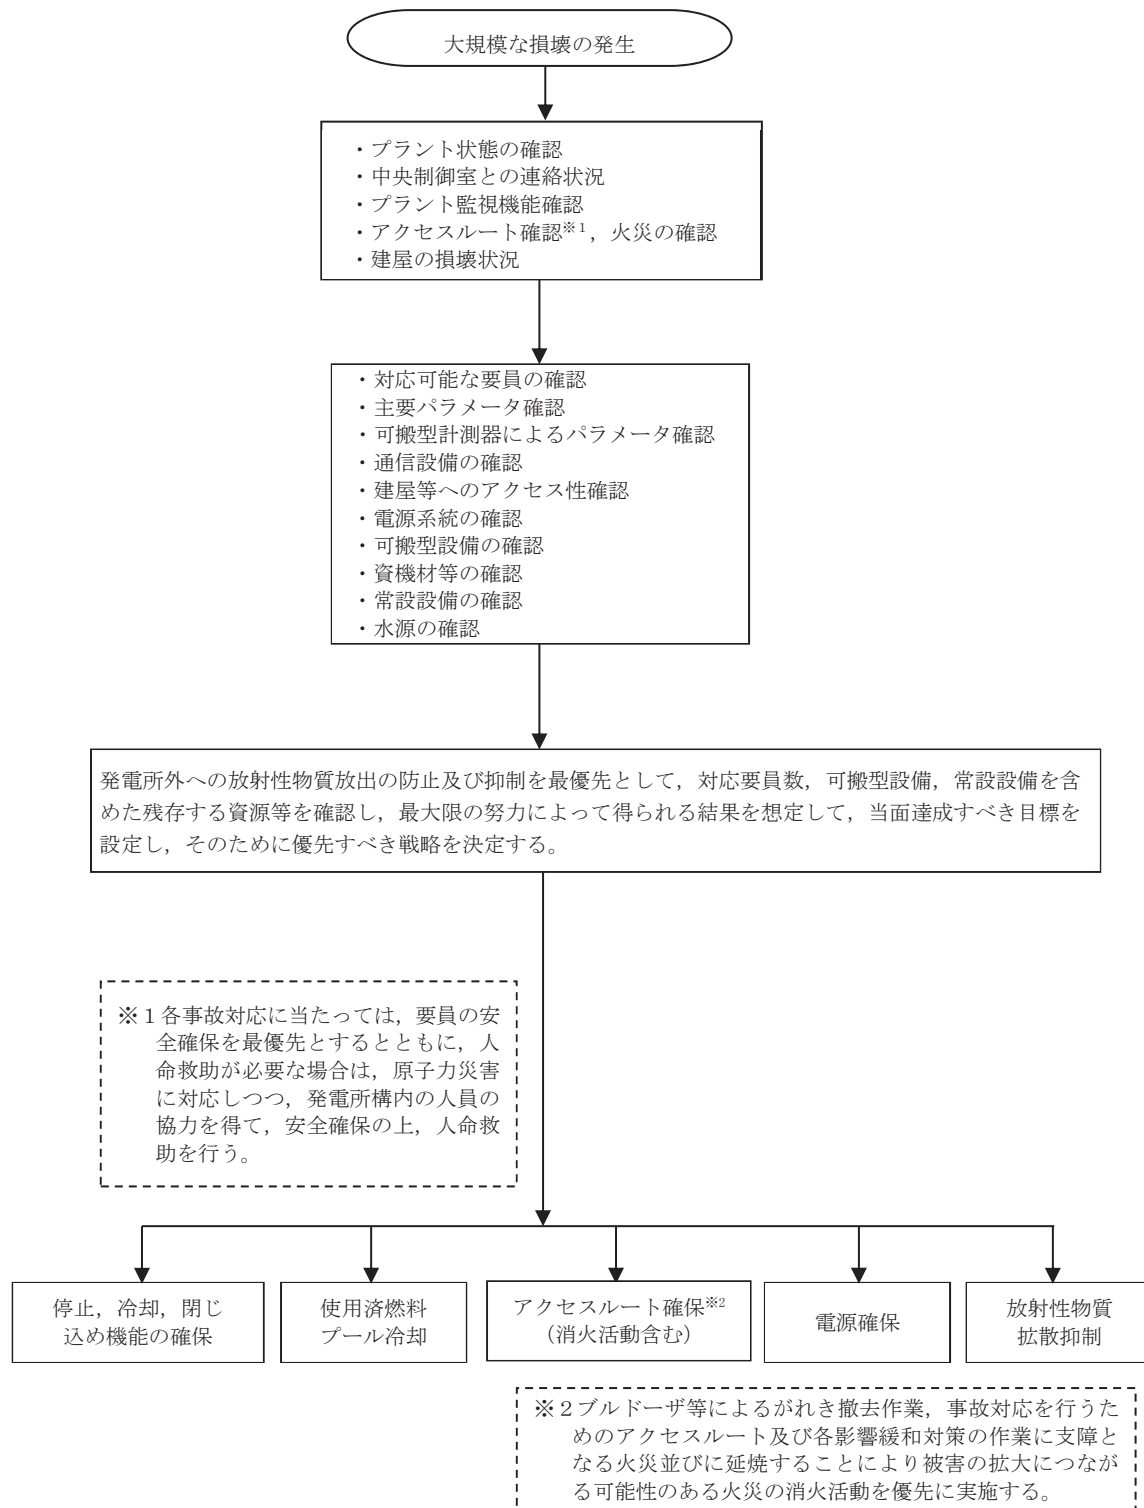 大規模な損壊の発生
・プラント状態の確認
・中央制御室との連絡状況
・プラント監視機能確認
・アクセスルート確認※1，火災の確認
・建屋の損壊状況
・対応可能な要員の確認
・主要パラメータ確認
・可搬型計測器によるパラメータ確認
・通信設備の確認
・建屋等へのアクセス性確認
・電源系統の確認
・可搬型設備の確認
・資機材等の確認
・常設設備の確認
・水源の確認
発電所外への放射性物質放出の防止及び抑制を最優先として，対応要員数，可搬型設備，常設設備を含
めた残存する資源等を確認し，最大限の努力によって得られる結果を想定して，当面達成すべき目標を
設定し，そのために優先すべき戦略を決定する。
※１各事故対応に当たっては，要員の安
全確保を最優先とするとともに，人
命救助が必要な場合は，原子力災害
に対応しつつ，発電所構内の人員の
協力を得て，安全確保の上，人命救
助を行う。
停止，冷却，閉じ
込め機能の確保
使用済燃料
プール冷却
アクセスルート確保※2
（消火活動含む）
電源確保
放射性物質
拡散抑制
※２ブルドーザ等によるがれき撤去作業，事故対応を行うた
めのアクセスルート及び各影響緩和対策の作業に支障と
なる火災並びに延焼することにより被害の拡大につなが
る可能性のある火災の消火活動を優先に実施する。